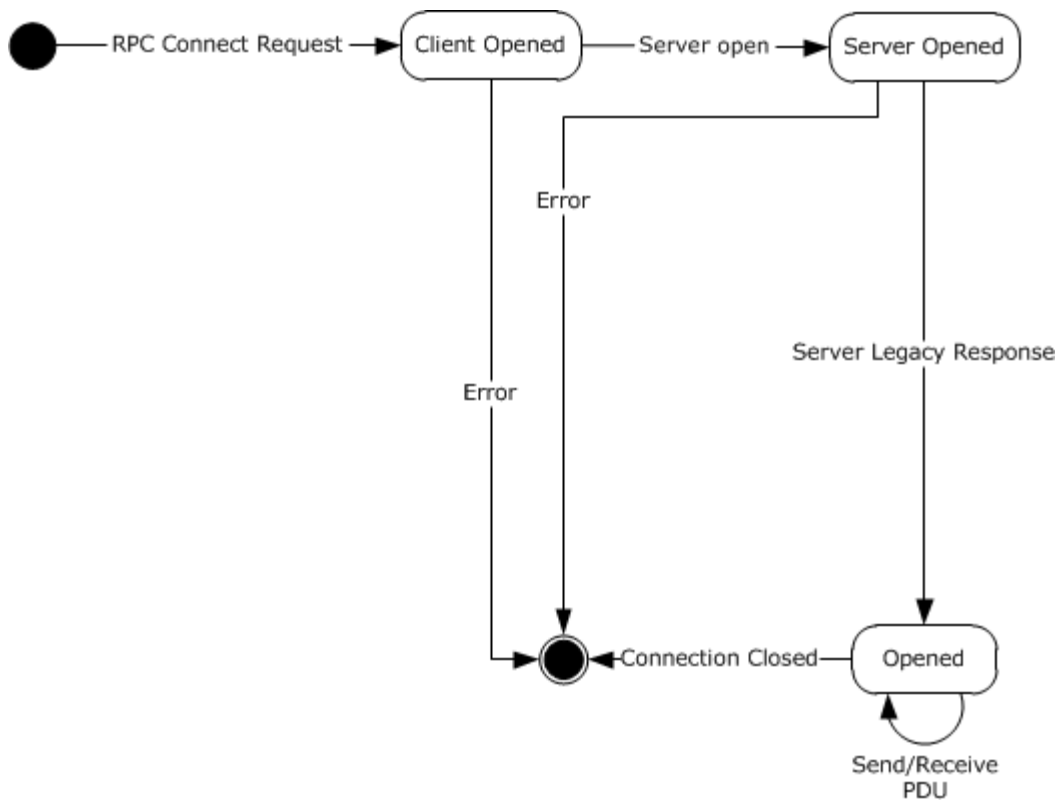 RPC Connect Request
Client Opened
Server open
Server Opened
Error
Server Legacy Response
Error
Connection Closed
Opened
Send/Receive
PDU